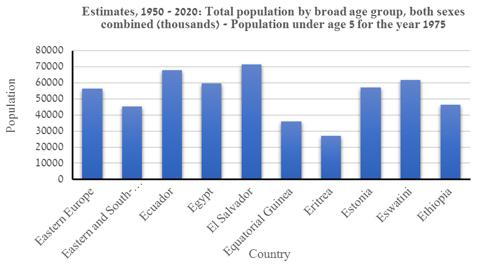 Estimates, 1950 - 2020: Total population by broad age group, both sexes
combined (thousands) - Population under age 5 for the year 1975
Population
80000
70000
60000
50000
40000
30000
20000
10000
0
Eastern Europe
Eastern and South-...
Ecuador
Egypt
El Salvador
Equatorial Guinea
Eritrea
Estonia
Eswatini
Ethiopia
Country